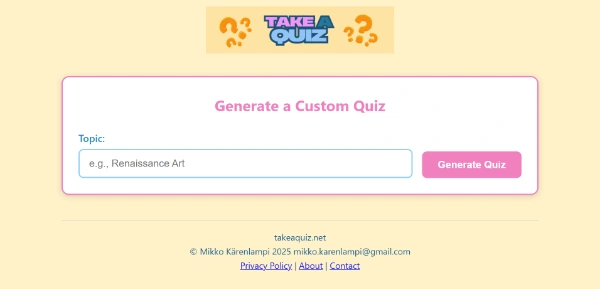 TAKE A
QUIZ
Generate a Custom Quiz
Topic:
e.g., Renaissance Art
Generate Quiz
takeaquiz.net
© Mikko Kärenlampi 2025 mikko.karenlampi@gmail.com
Privacy Policy | About | Contact